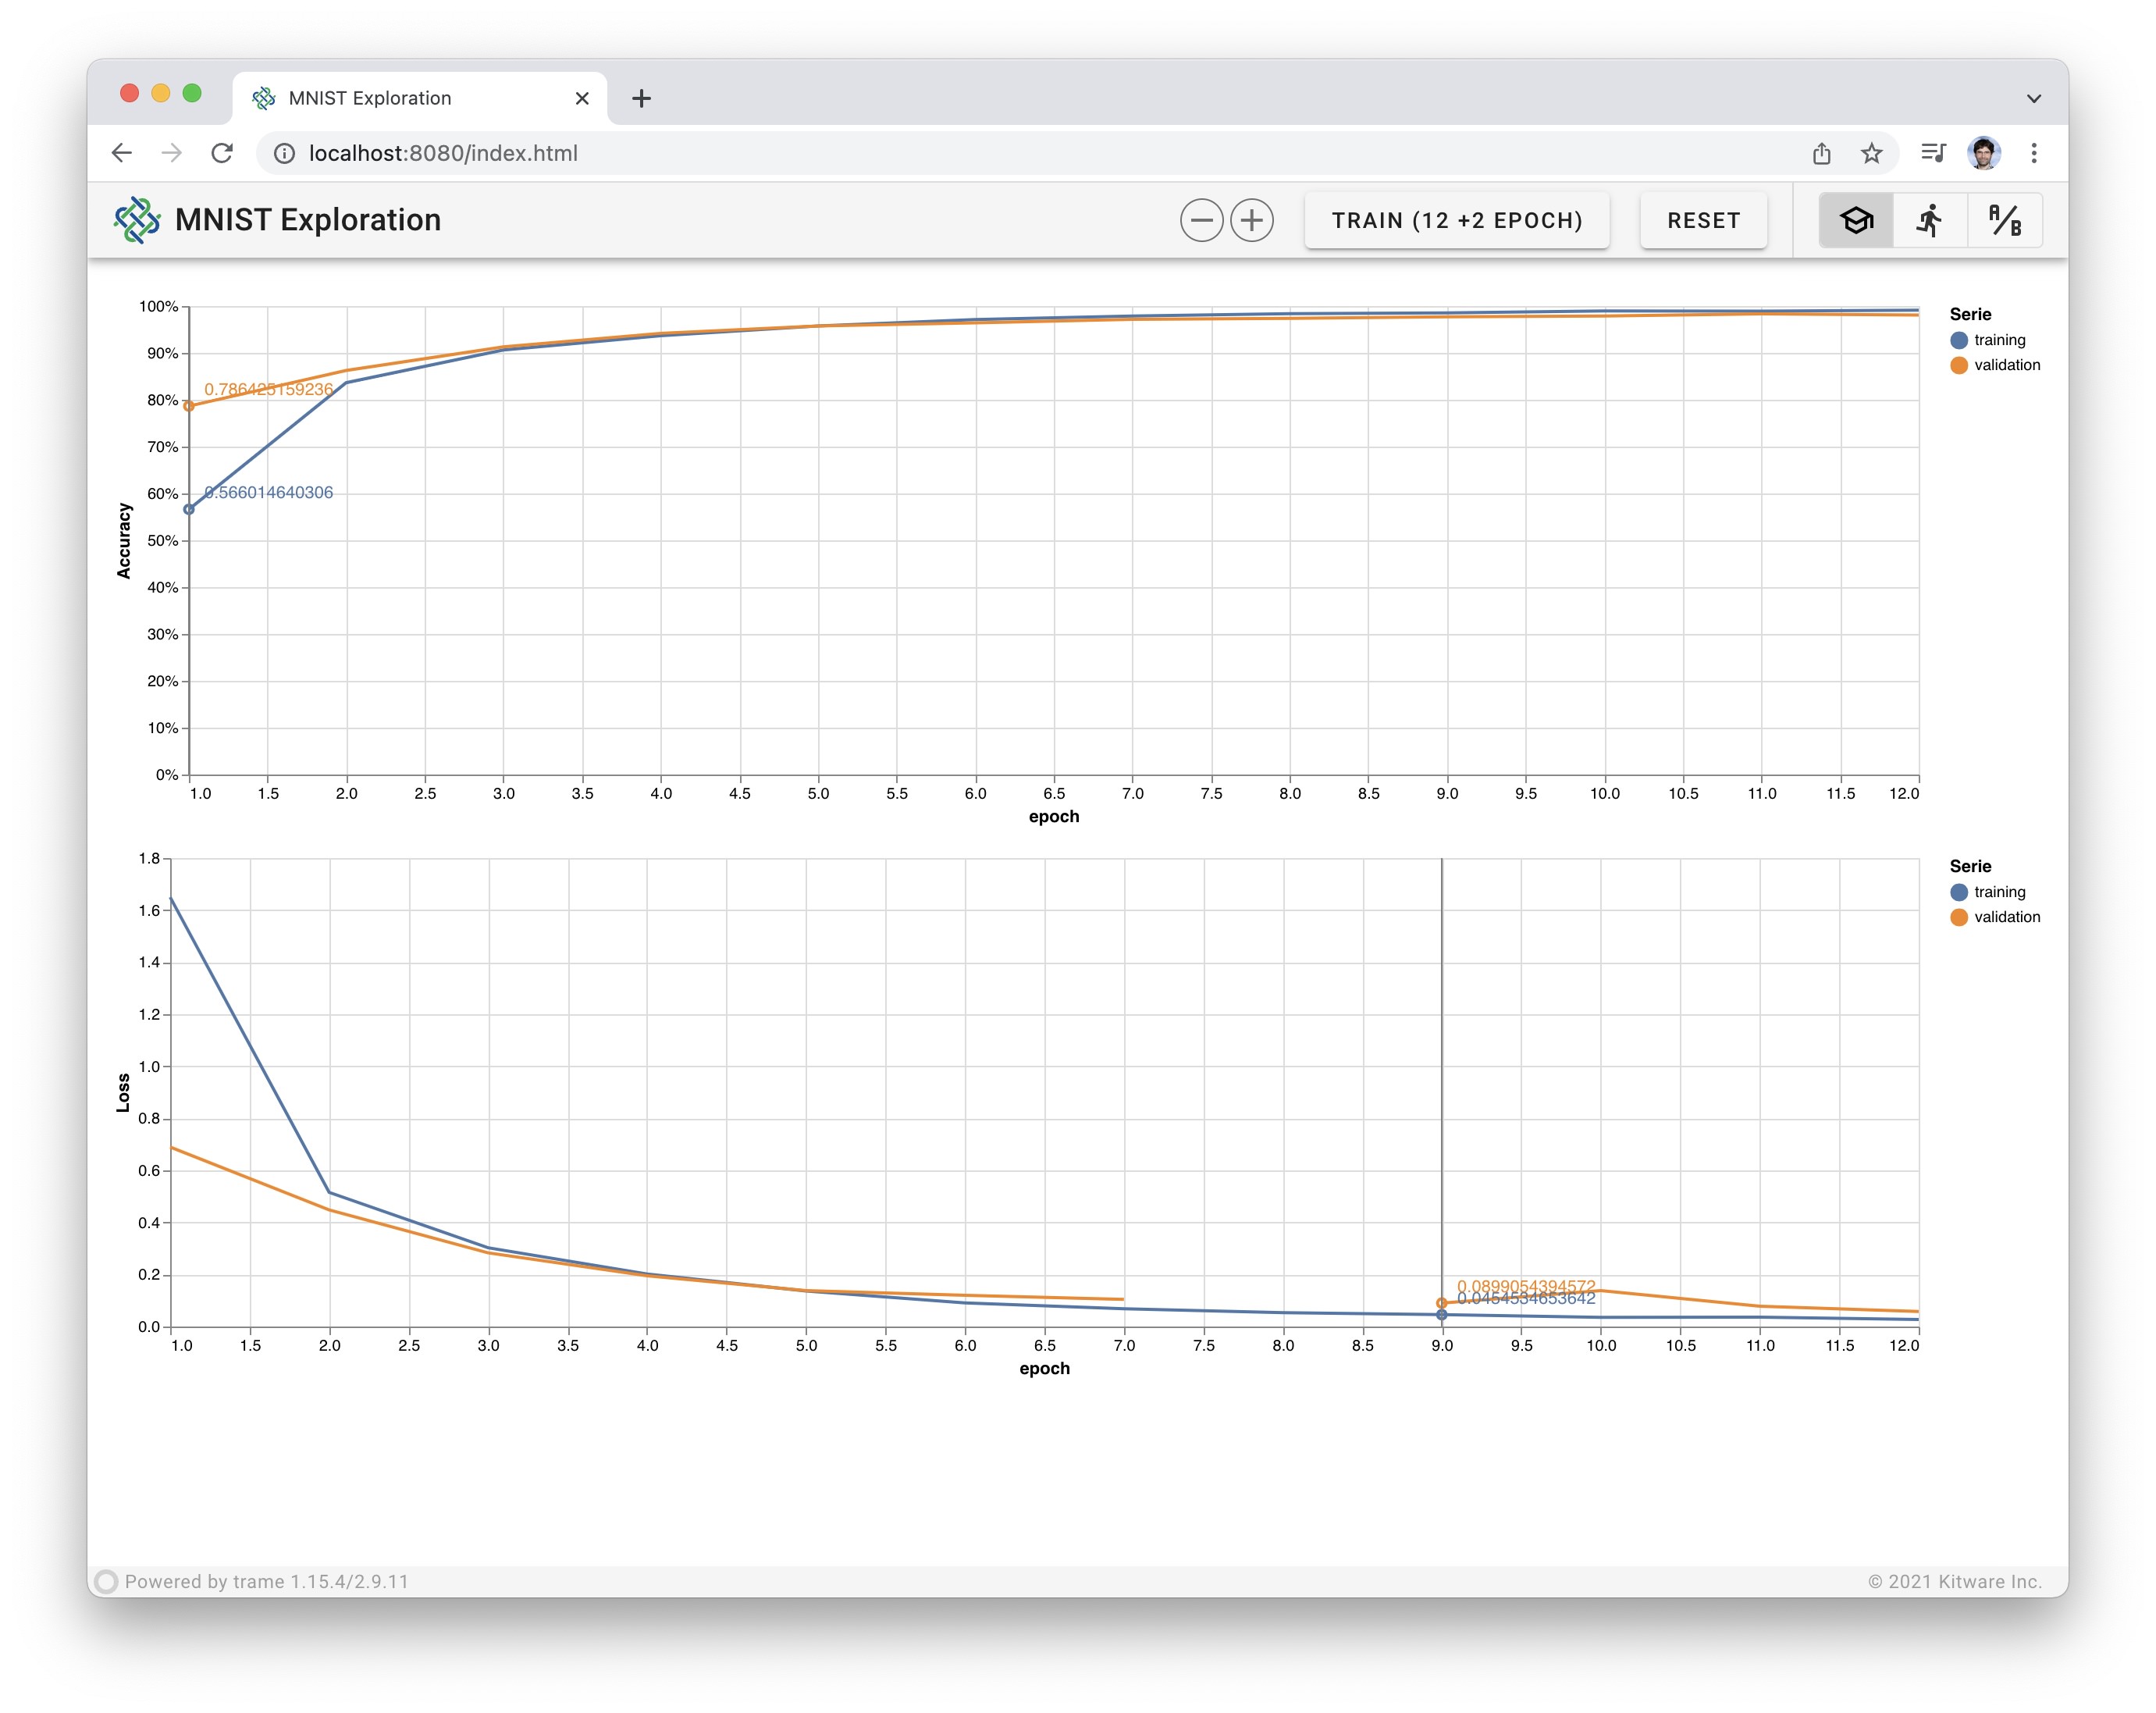 MNIST Exploration
localhost:8080/index.html
MNIST Exploration
TRAIN (12 +2 EPOCH)
RESET
A/B
100%
90%
80%
70%
60%
50%
40%
30%
20%
10%
0%
Accuracy
0.786425159236
0.566014640306
1.0 1.5 2.0 2.5 3.0 3.5 4.0 4.5 5.0 5.5 6.0 6.5 7.0 7.5 8.0 8.5 9.0 9.5 10.0 10.5 11.0 11.5 12.0
epoch
Serie
training
validation
1.8
1.6
1.4
1.2
1.0
0.8
0.6
0.4
0.2
0.0
Loss
0.0899054394572
0.0454534653642
1.0 1.5 2.0 2.5 3.0 3.5 4.0 4.5 5.0 5.5 6.0 6.5 7.0 7.5 8.0 8.5 9.0 9.5 10.0 10.5 11.0 11.5 12.0
epoch
Serie
training
validation
Powered by trame 1.15.4/2.9.11
© 2021 Kitware Inc.